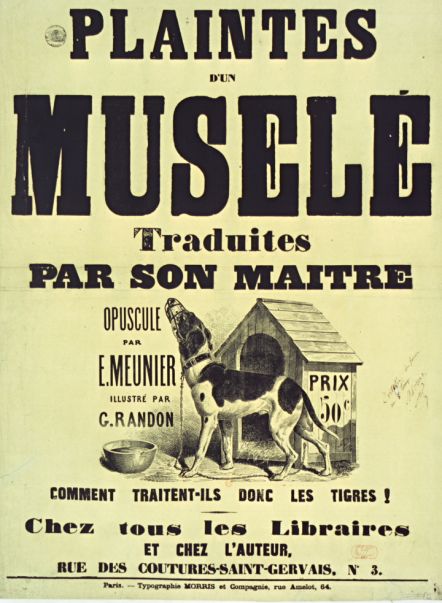 PLAINTES
D'UN
MUSELÉ
Traduites
PAR SON MAITRE
OPUSCULE
PAR
E.MEUNIER
ILLUSTRÉ PAR
G.RANDON
PRIX
50c
COMMENT TRAITENT-ILS DONC LES TIGRES !
Chez tous les Libraires
ET CHEZ L'AUTEUR,
RUE DES COUTURES-SAINT-GERVAIS, N° 3.
Paris. — Typographie MORRIS et Compagnie, rue Amelot, 64.